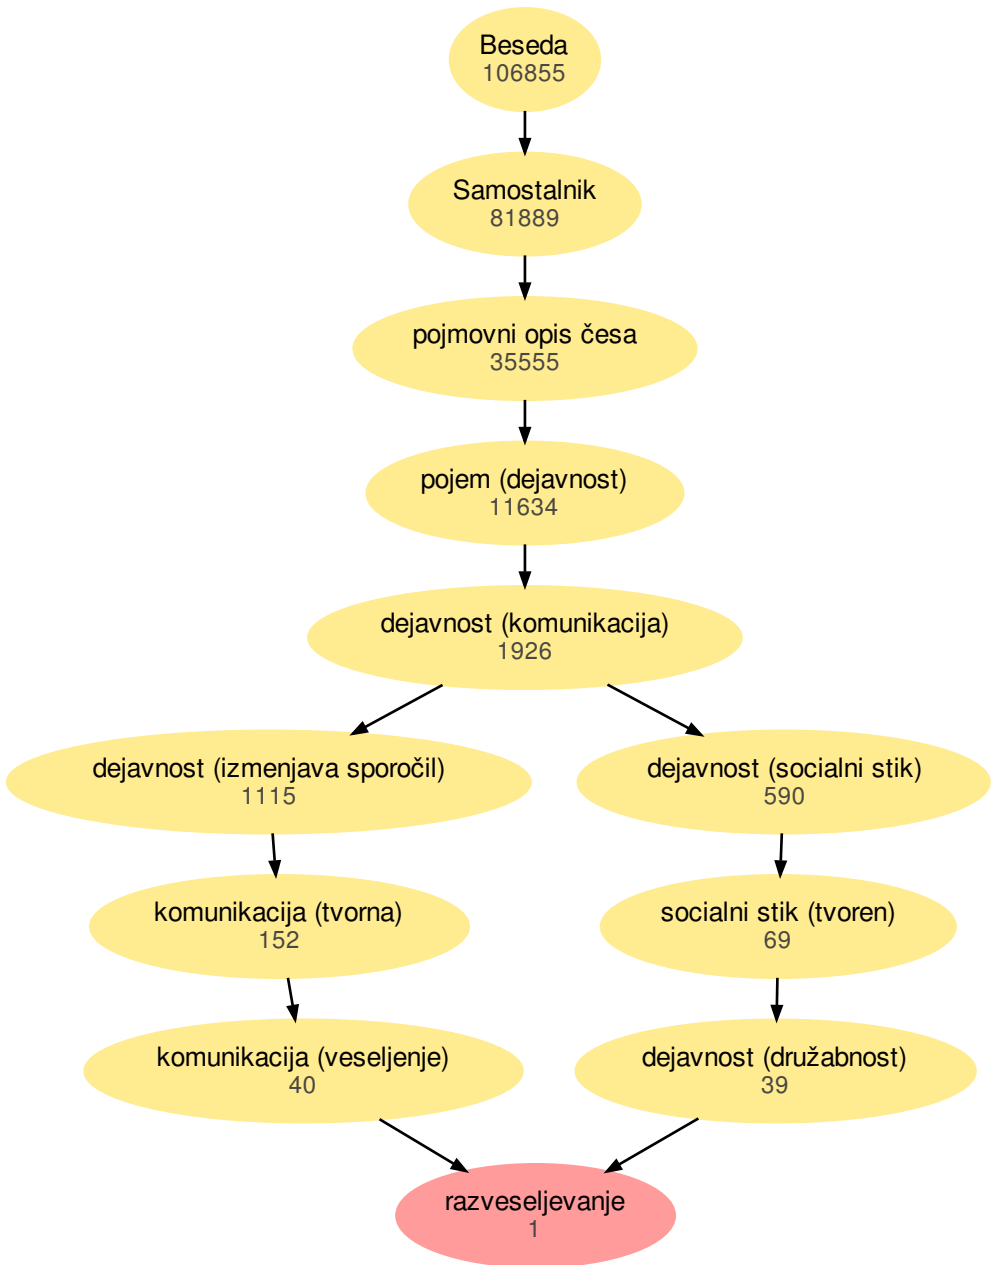 Beseda
106855
Samostalnik
81889
pojmovni opis česa
35555
pojem (dejavnost)
11634
dejavnost (komunikacija)
1926
dejavnost (izmenjava sporočil)
1115
dejavnost (socialni stik)
590
komunikacija (tvorna)
152
socialni stik (tvoren)
69
komunikacija (veseljenje)
40
dejavnost (družabnost)
39
razveseljevanje
1